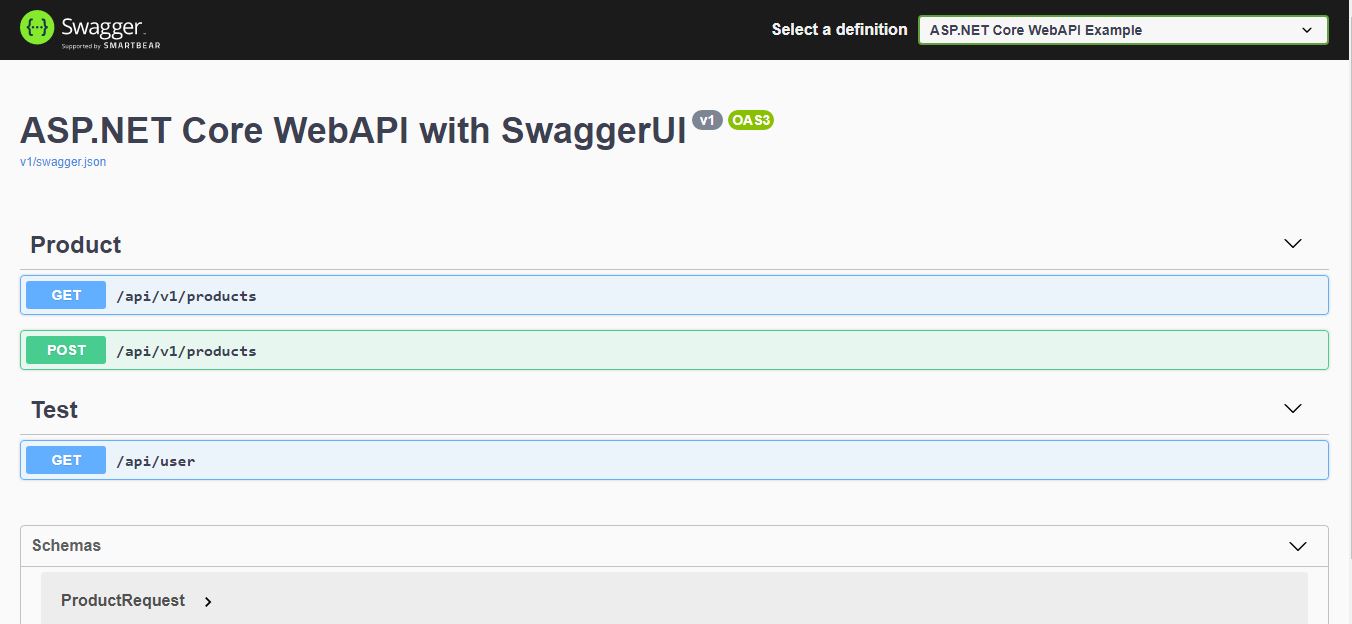 Swagger
Supported by SMARTBEAR
Select a definition
ASP.NET Core WebAPI Example
ASP.NET Core WebAPI with SwaggerUI v1 OAS3
v1/swagger.json
Product
GET /api/v1/products
POST /api/v1/products
Test
GET /api/user
Schemas
ProductRequest